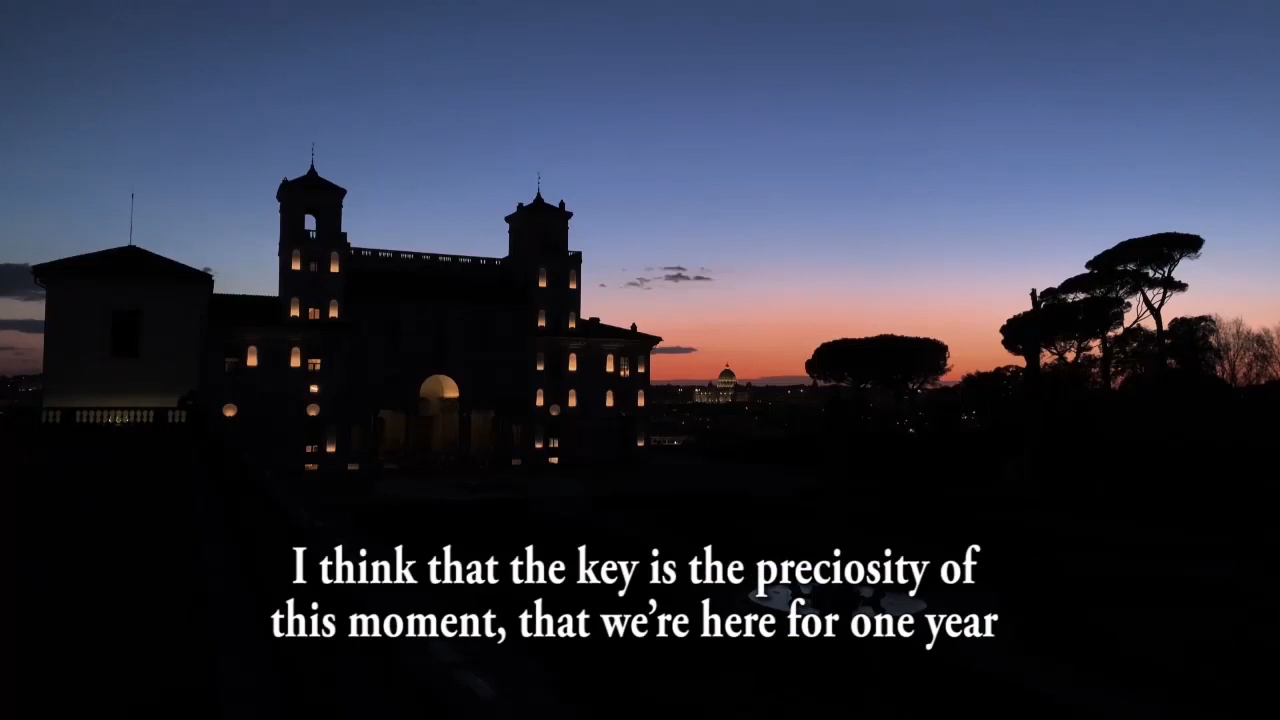 I think that the key is the preciosity of
this moment, that we’re here for one year